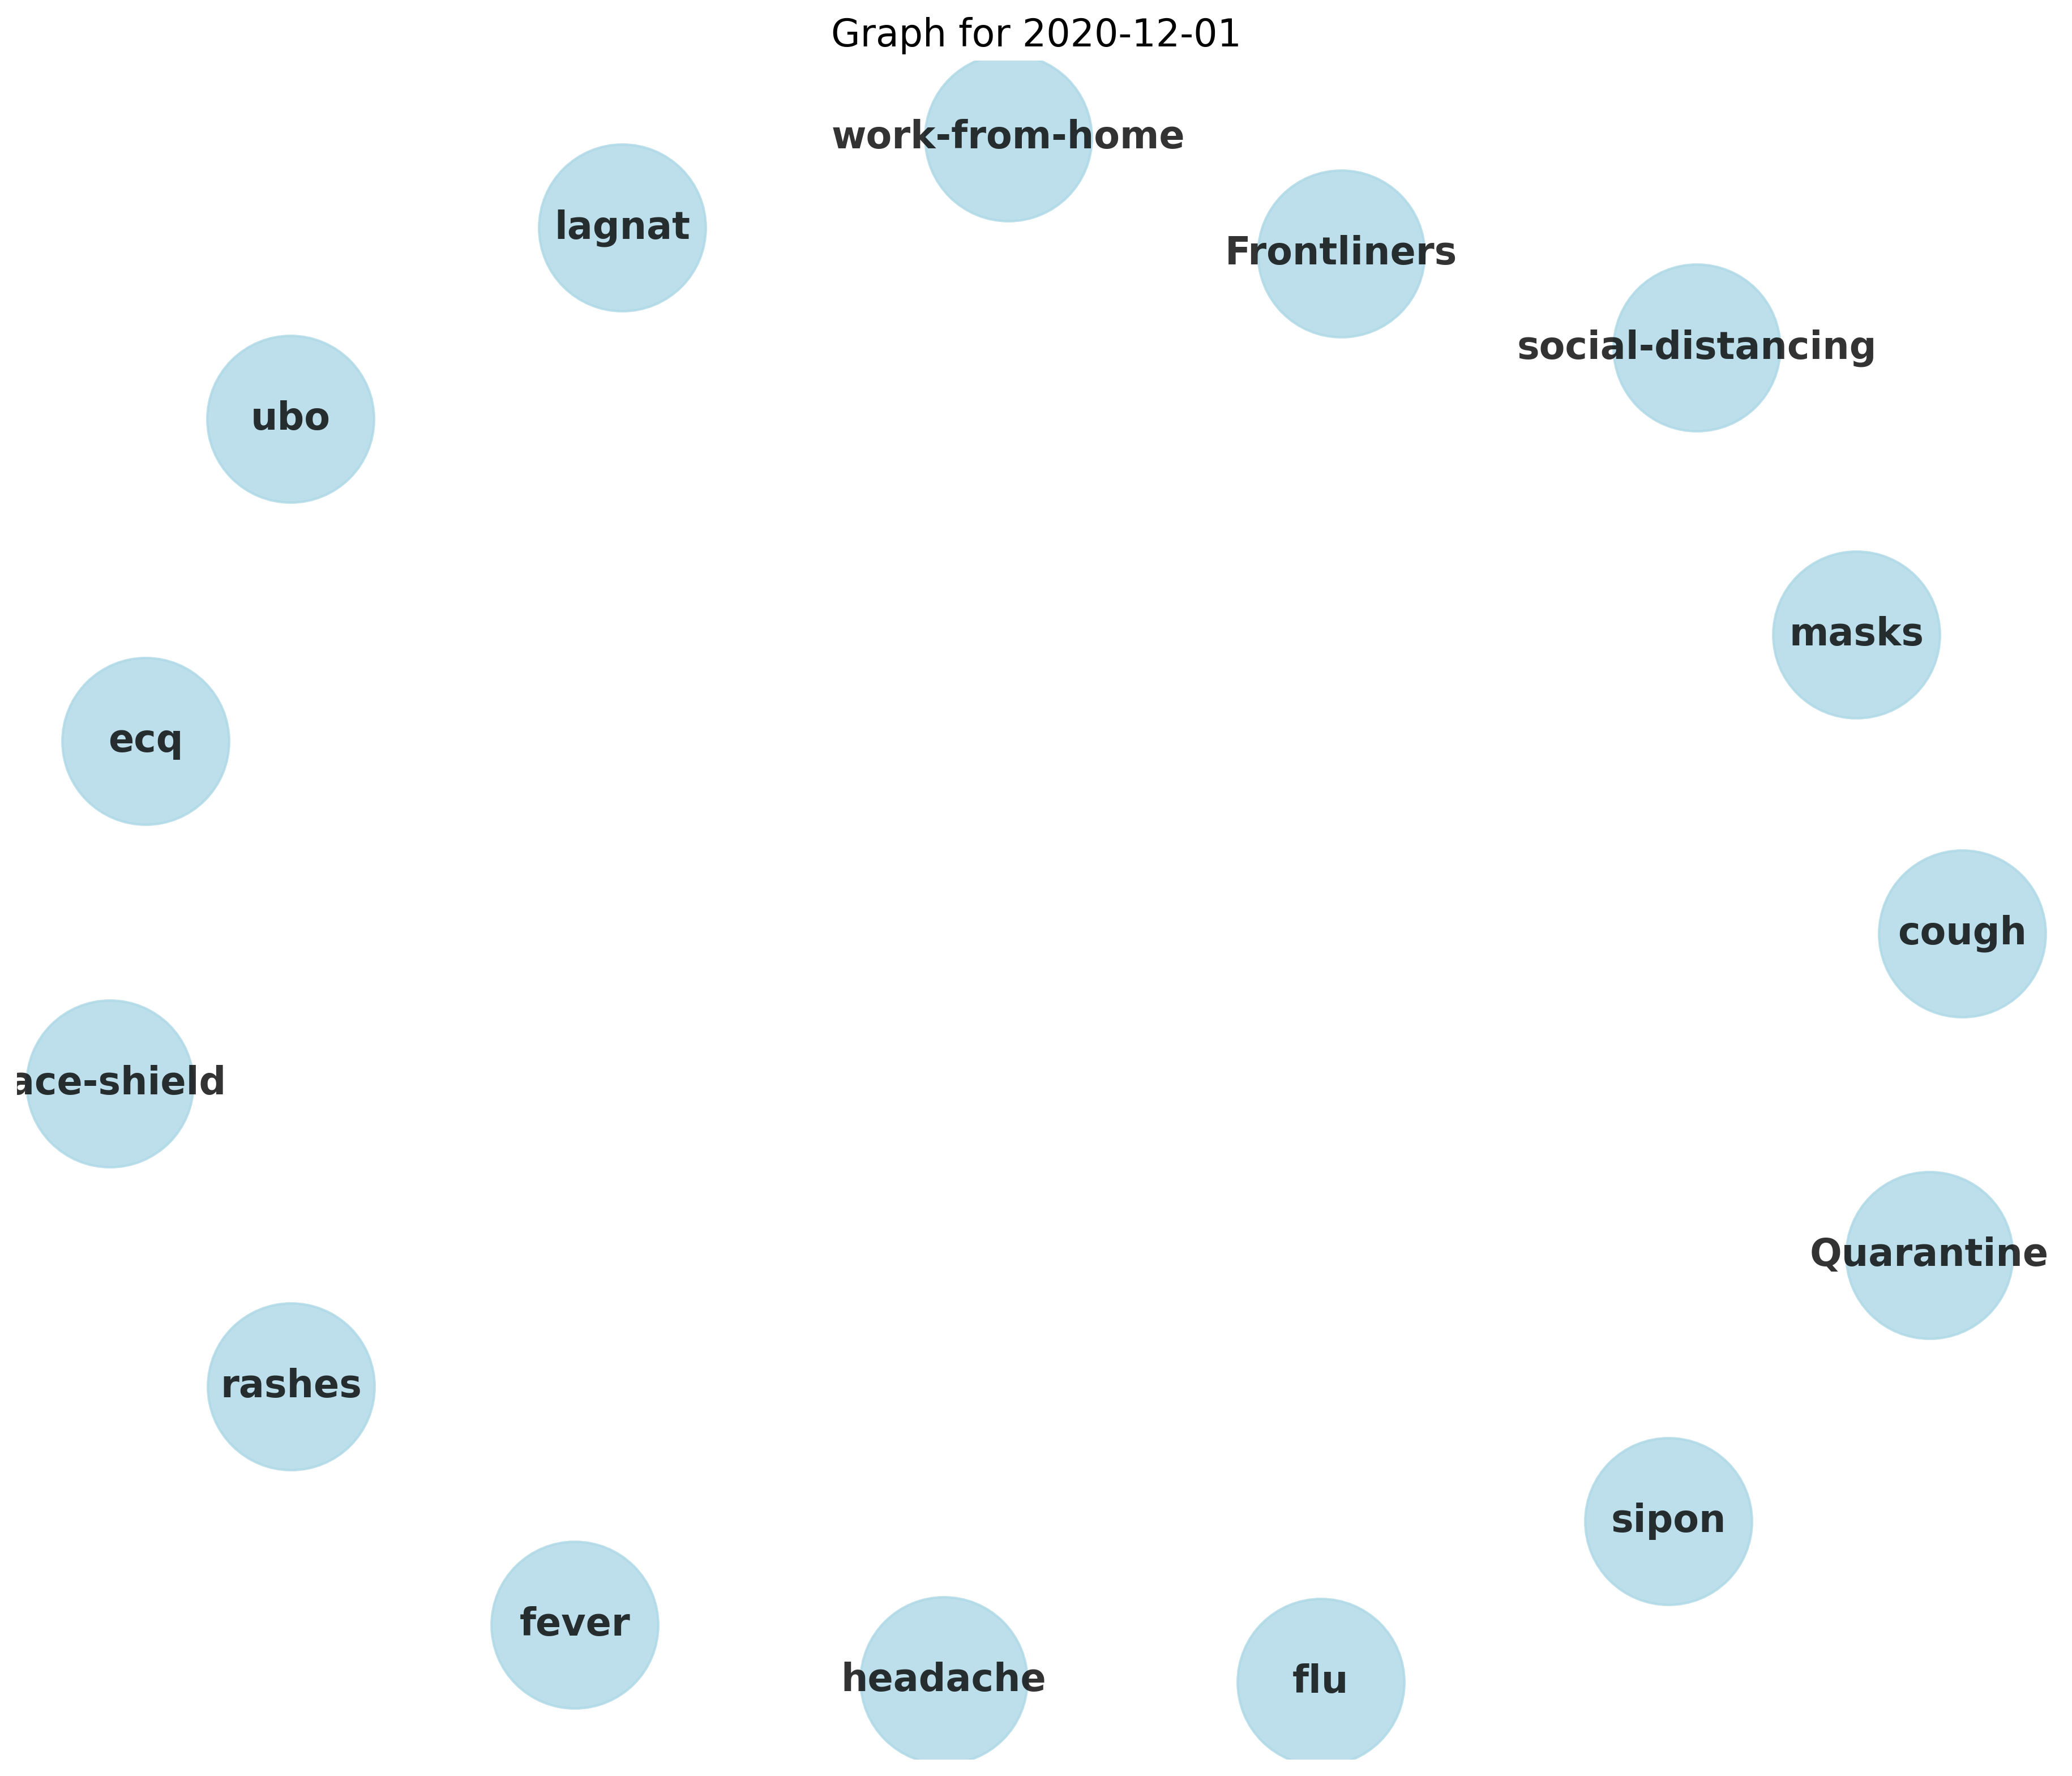 Graph for 2020-12-01
work-from-home
lagnat
Frontliners
social-distancing
ubo
masks
ecq
cough
ace-shield
Quarantine
rashes
sipon
fever
headache
flu